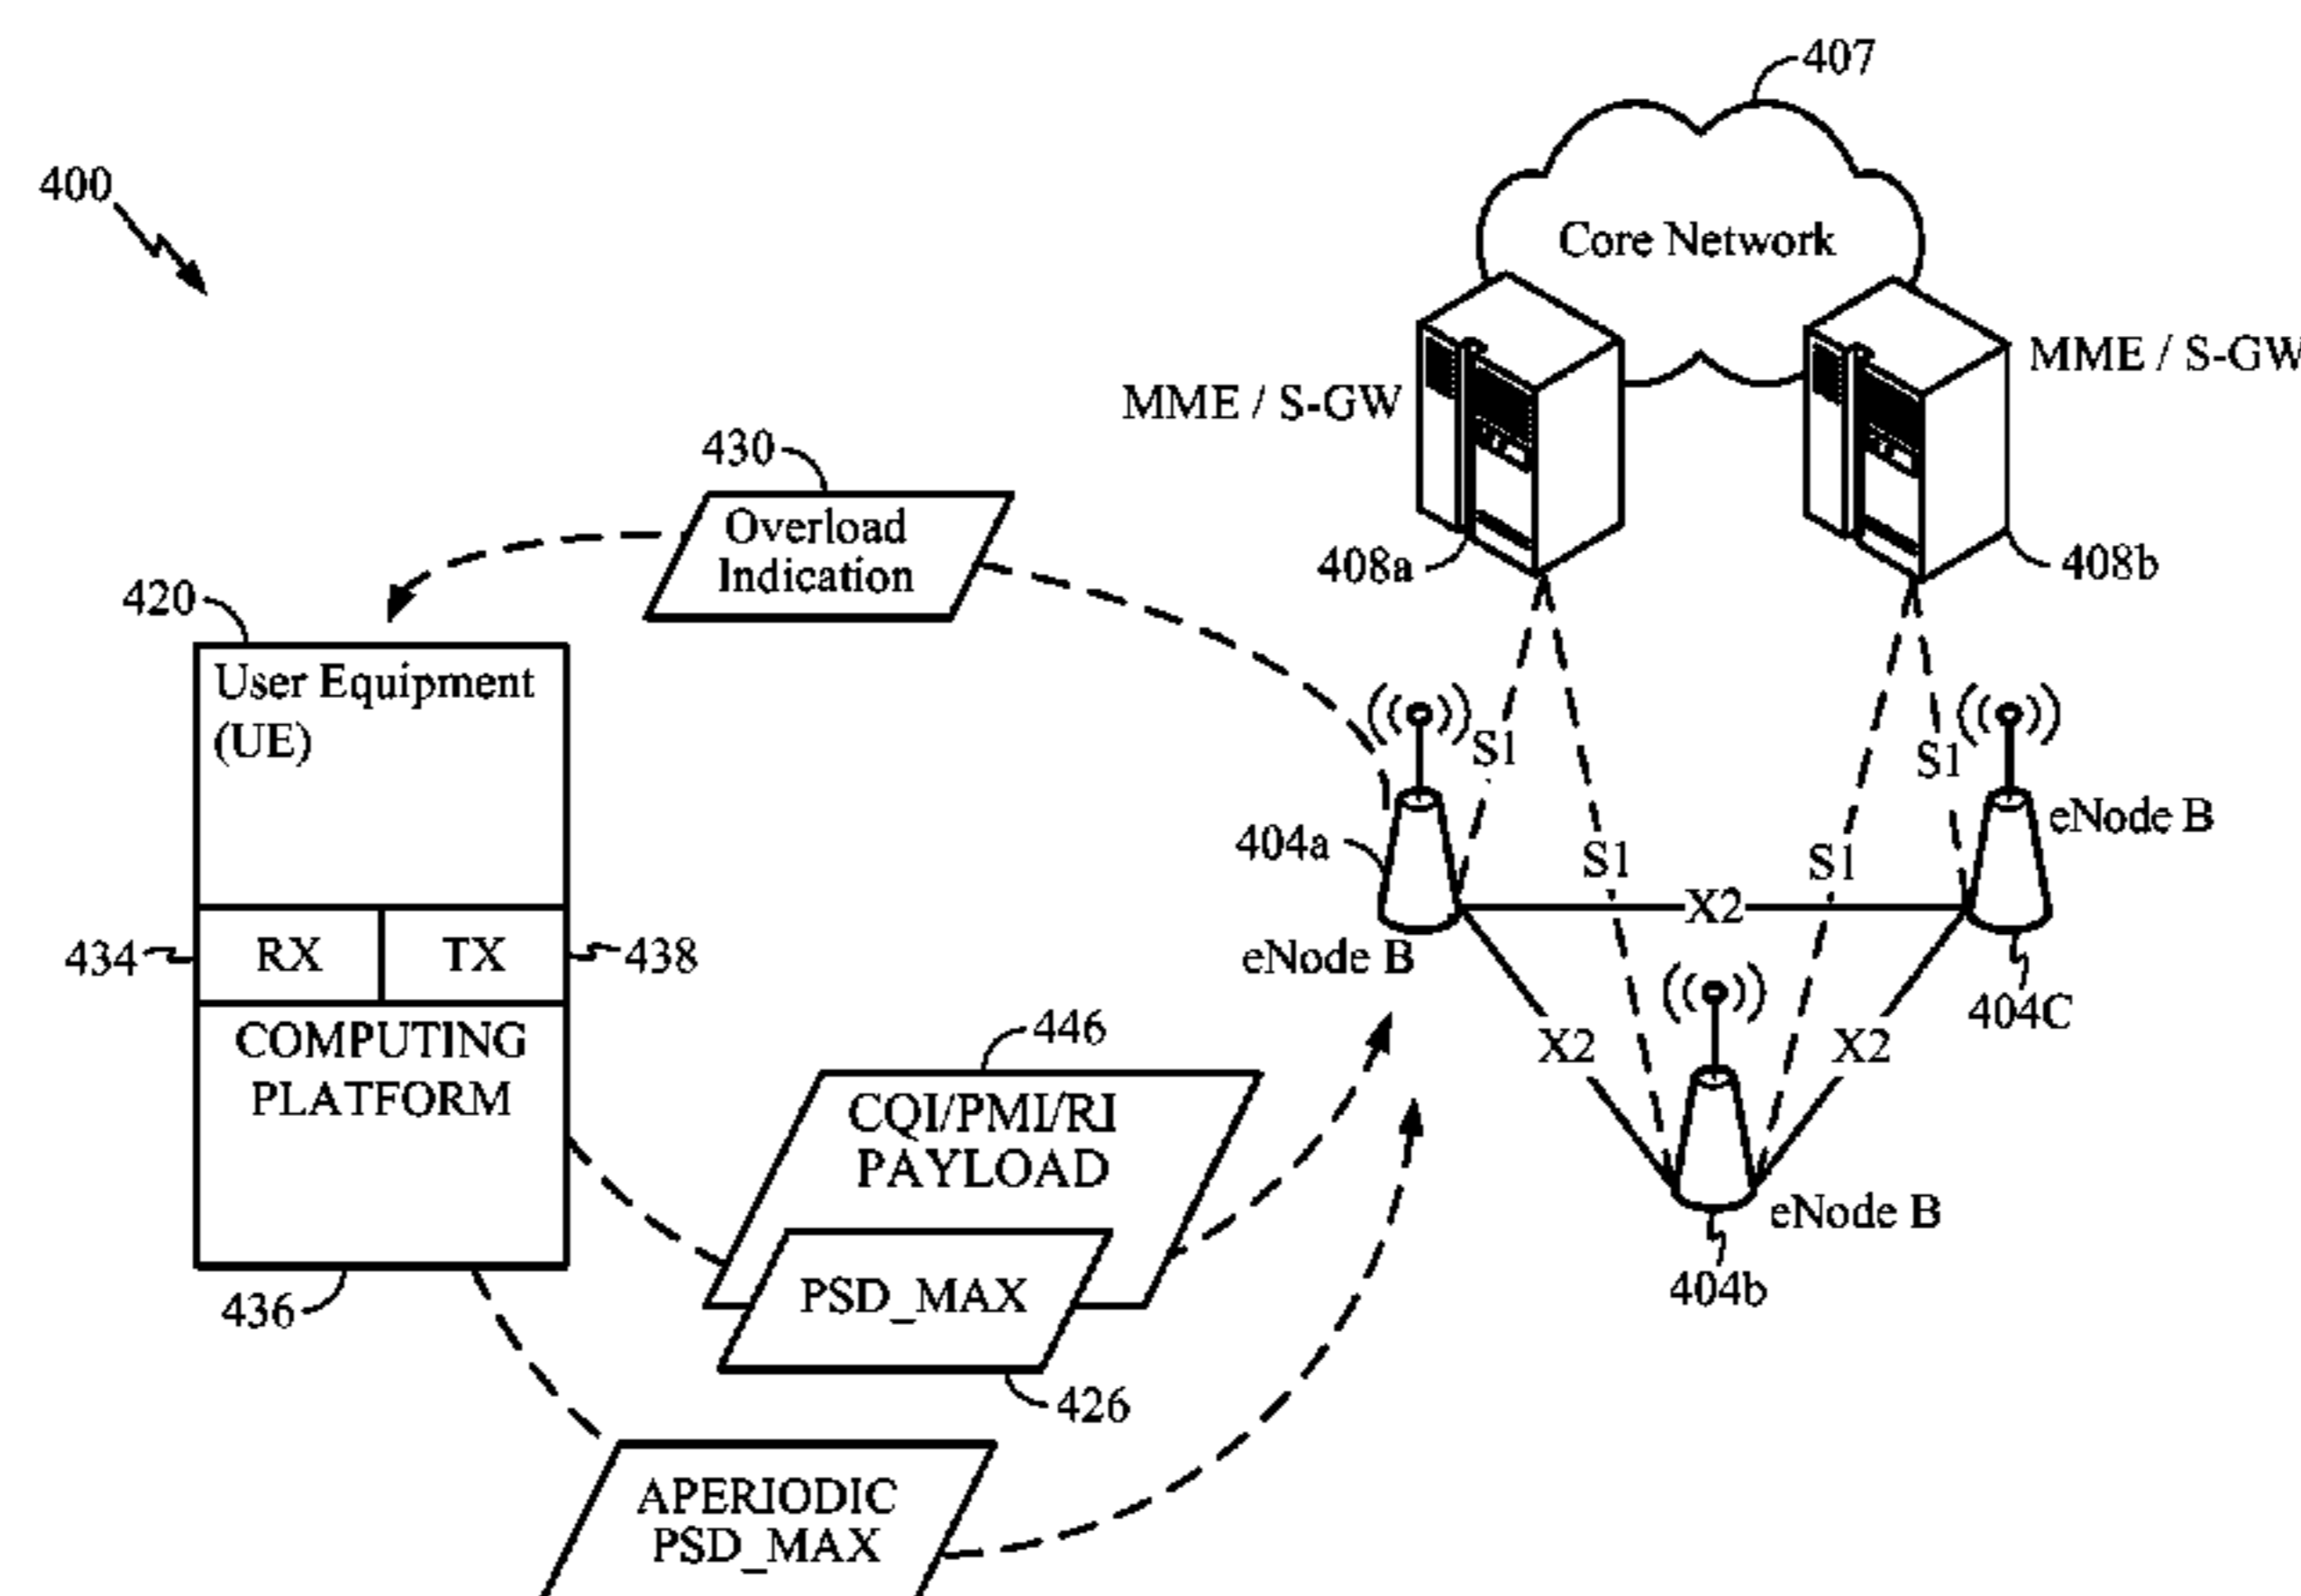 407
400
Core Network
MME / S-GW
MME / S-GW
430
Overload
Indication
408a
408b
420
User Equipment
(UE)
S1
S1
eNode B
404a
S1
S1
X2
434
RX
TX
438
eNode B
404C
COMPUTING
PLATFORM
446
X2
X2
CQI/PMI/RI
PAYLOAD
eNode B
404b
PSD_MAX
436
426
APERIODIC
PSD_MAX